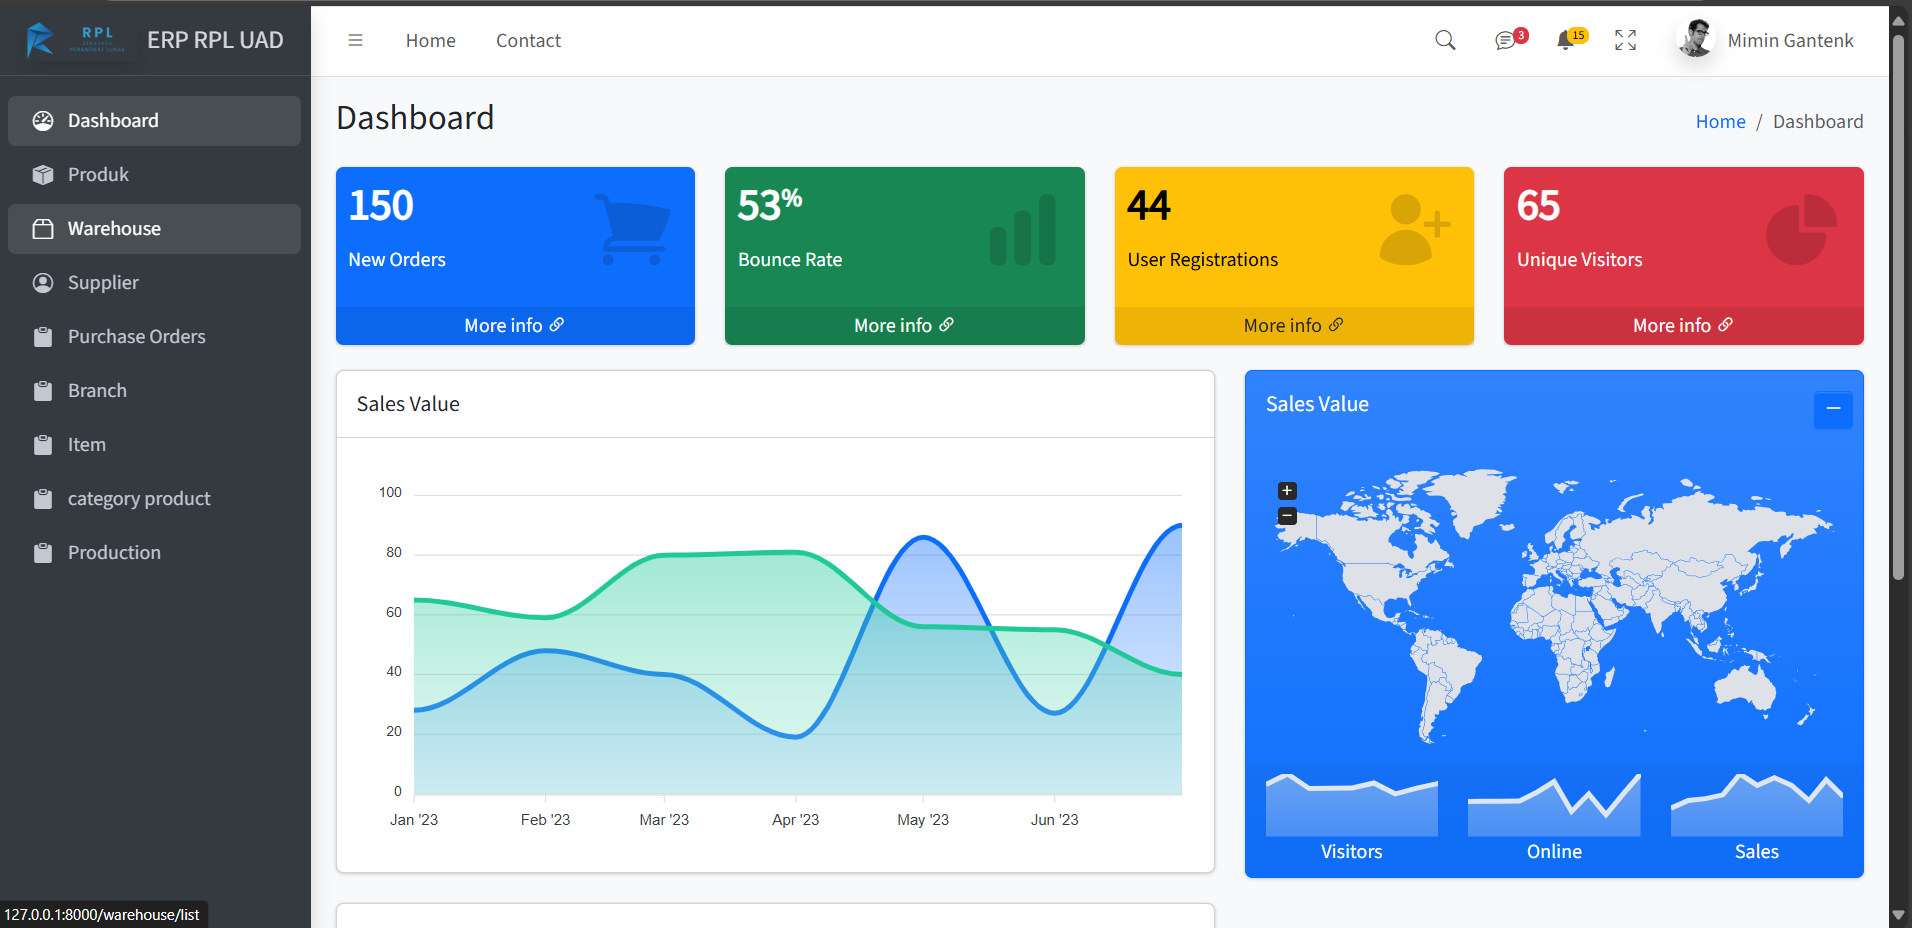 RPL
ERP RPL UAD
Home
Contact
3
15
Mimin Gantenk
Dashboard
Produk
Warehouse
Supplier
Purchase Orders
Branch
Item
category product
Production
Dashboard
Home / Dashboard
150
New Orders
More info
53%
Bounce Rate
More info
44
User Registrations
More info
65
Unique Visitors
More info
Sales Value
100
80
60
40
20
0
Jan '23
Feb '23
Mar '23
Apr '23
May '23
Jun '23
Sales Value
+
−
Visitors
Online
Sales
127.0.0.1:8000/warehouse/list